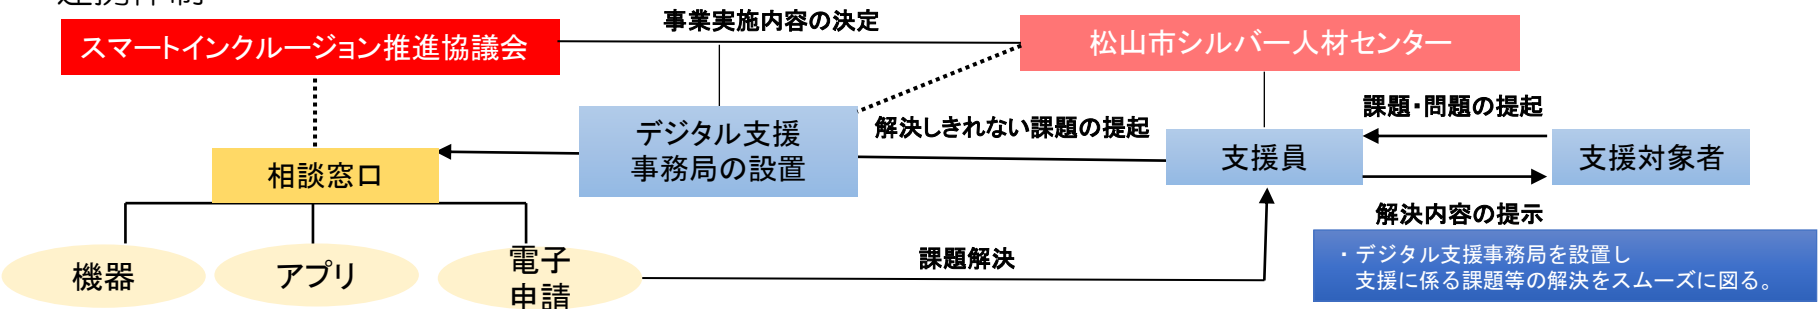 連携体制
事業実施内容の決定
スマートインクルージョン推進協議会
松山市シルバー人材センター
デジタル支援
事務局の設置
解決しきれない課題の提起
課題・問題の提起
支援員
支援対象者
相談窓口
解決内容の提示
機器
アプリ
電子
申請
課題解決
・デジタル支援事務局を設置し
支援に係る課題等の解決をスムーズに図る。